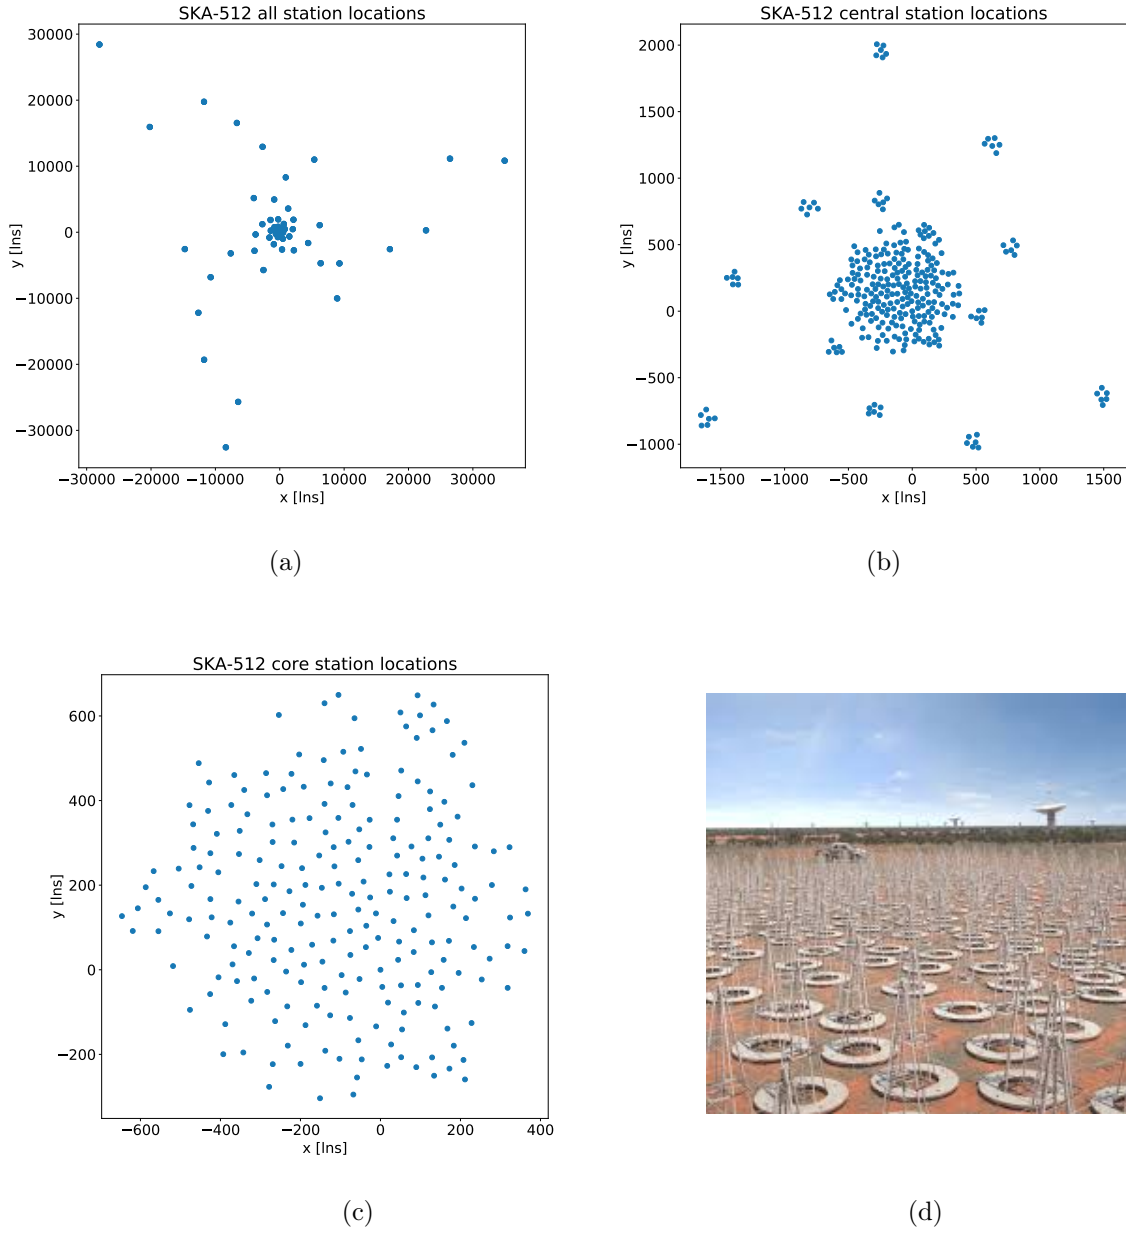 SKA-512 all station locations
30000
20000
10000
0
−10000
−20000
−30000
y [lns]
−30000 −20000 −10000 0 10000 20000 30000
x [lns]
(a)
SKA-512 central station locations
2000
1500
1000
500
0
−500
−1000
y [lns]
−1500 −1000 −500 0 500 1000 1500
x [lns]
(b)
SKA-512 core station locations
600
400
200
0
−200
y [lns]
−600 −400 −200 0 200 400
x [lns]
(c)
(d)